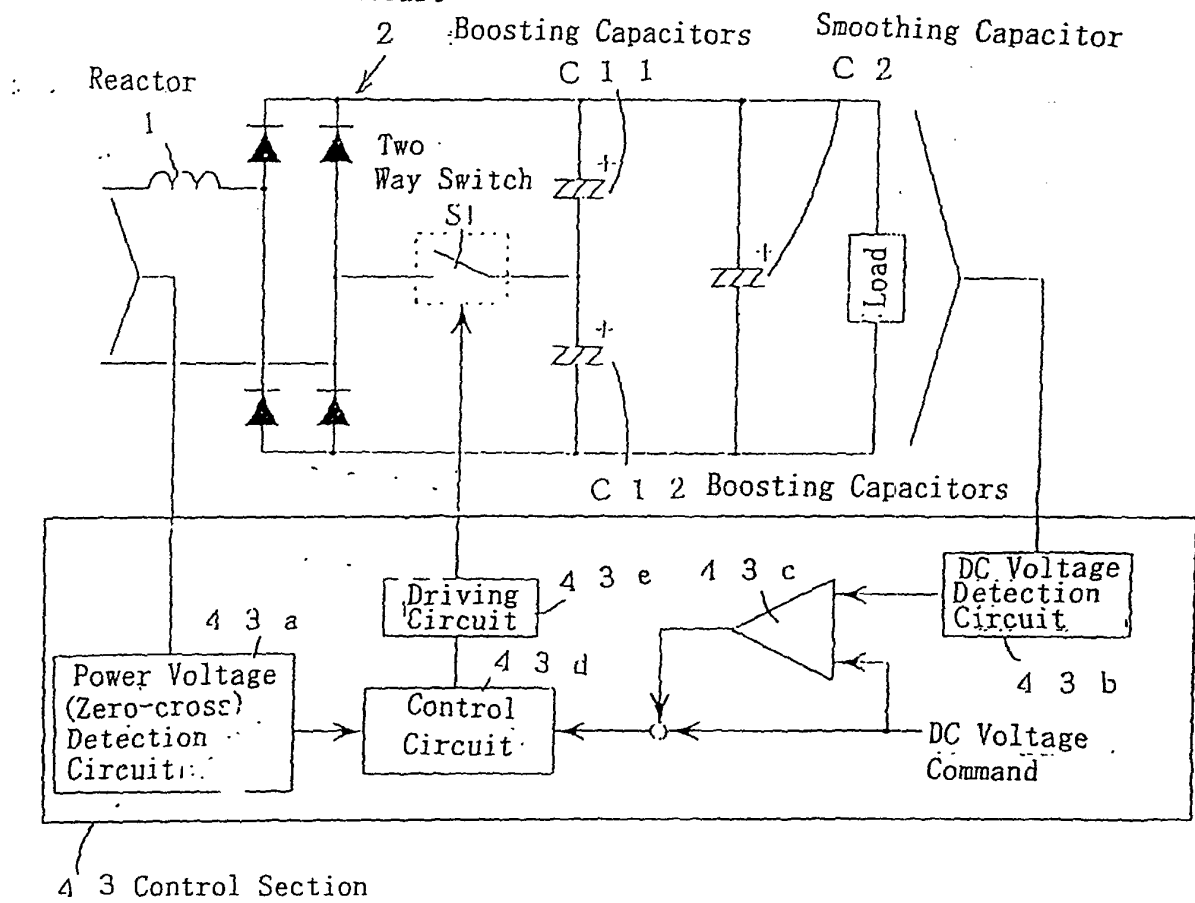 2
Boosting Capacitors
Smoothing Capacitor
C 1 1
C 2
Reactor
1
Two
Way Switch
S1
+
+
+
Load
C 1 2 Boosting Capacitors
4 3 e
4 3 c
DC Voltage
Detection
Circuit
Driving
Circuit
4 3 a
4 3 d
4 3 b
Power Voltage
(Zero-cross)
Detection
Circuit
Control
Circuit
DC Voltage
Command
4 3 Control Section